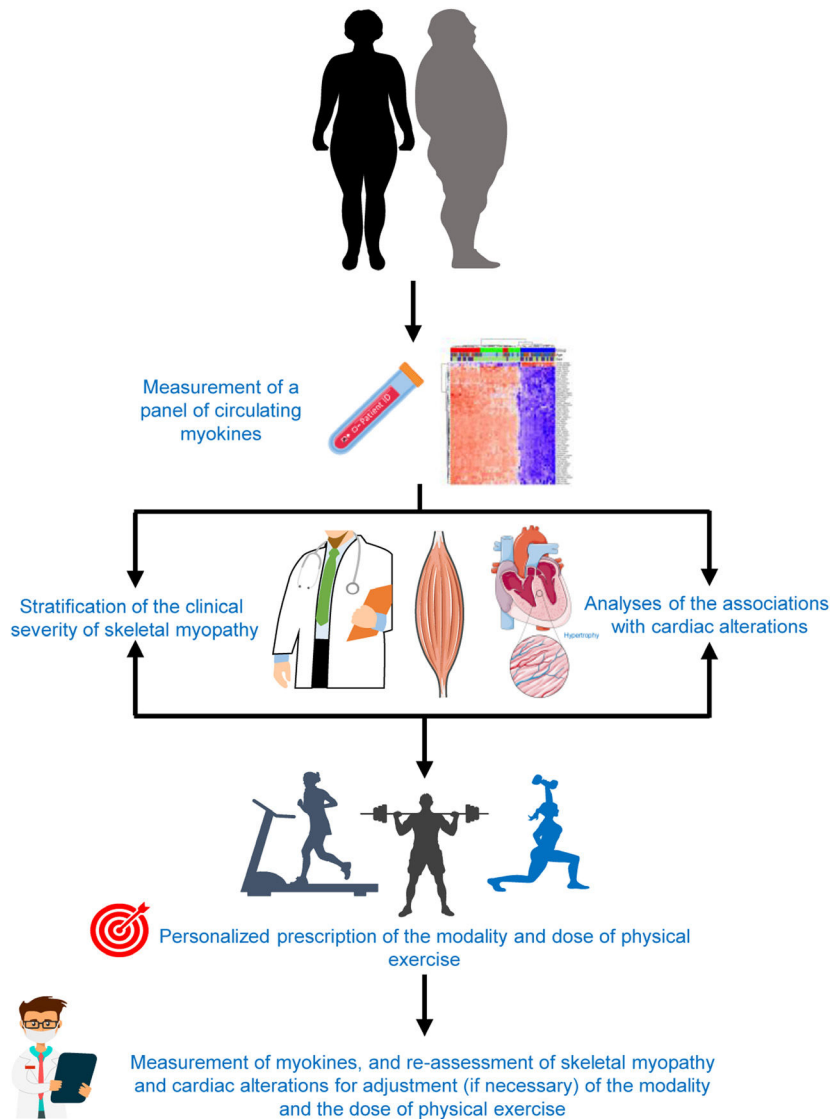 Measurement of a
panel of circulating
myokines
Patient ID
Stratification of the clinical
severity of skeletal myopathy
Hypertrophy
Analyses of the associations
with cardiac alterations
Personalized prescription of the modality and dose of physical
exercise
Measurement of myokines, and re-assessment of skeletal myopathy
and cardiac alterations for adjustment (if necessary) of the modality
and the dose of physical exercise